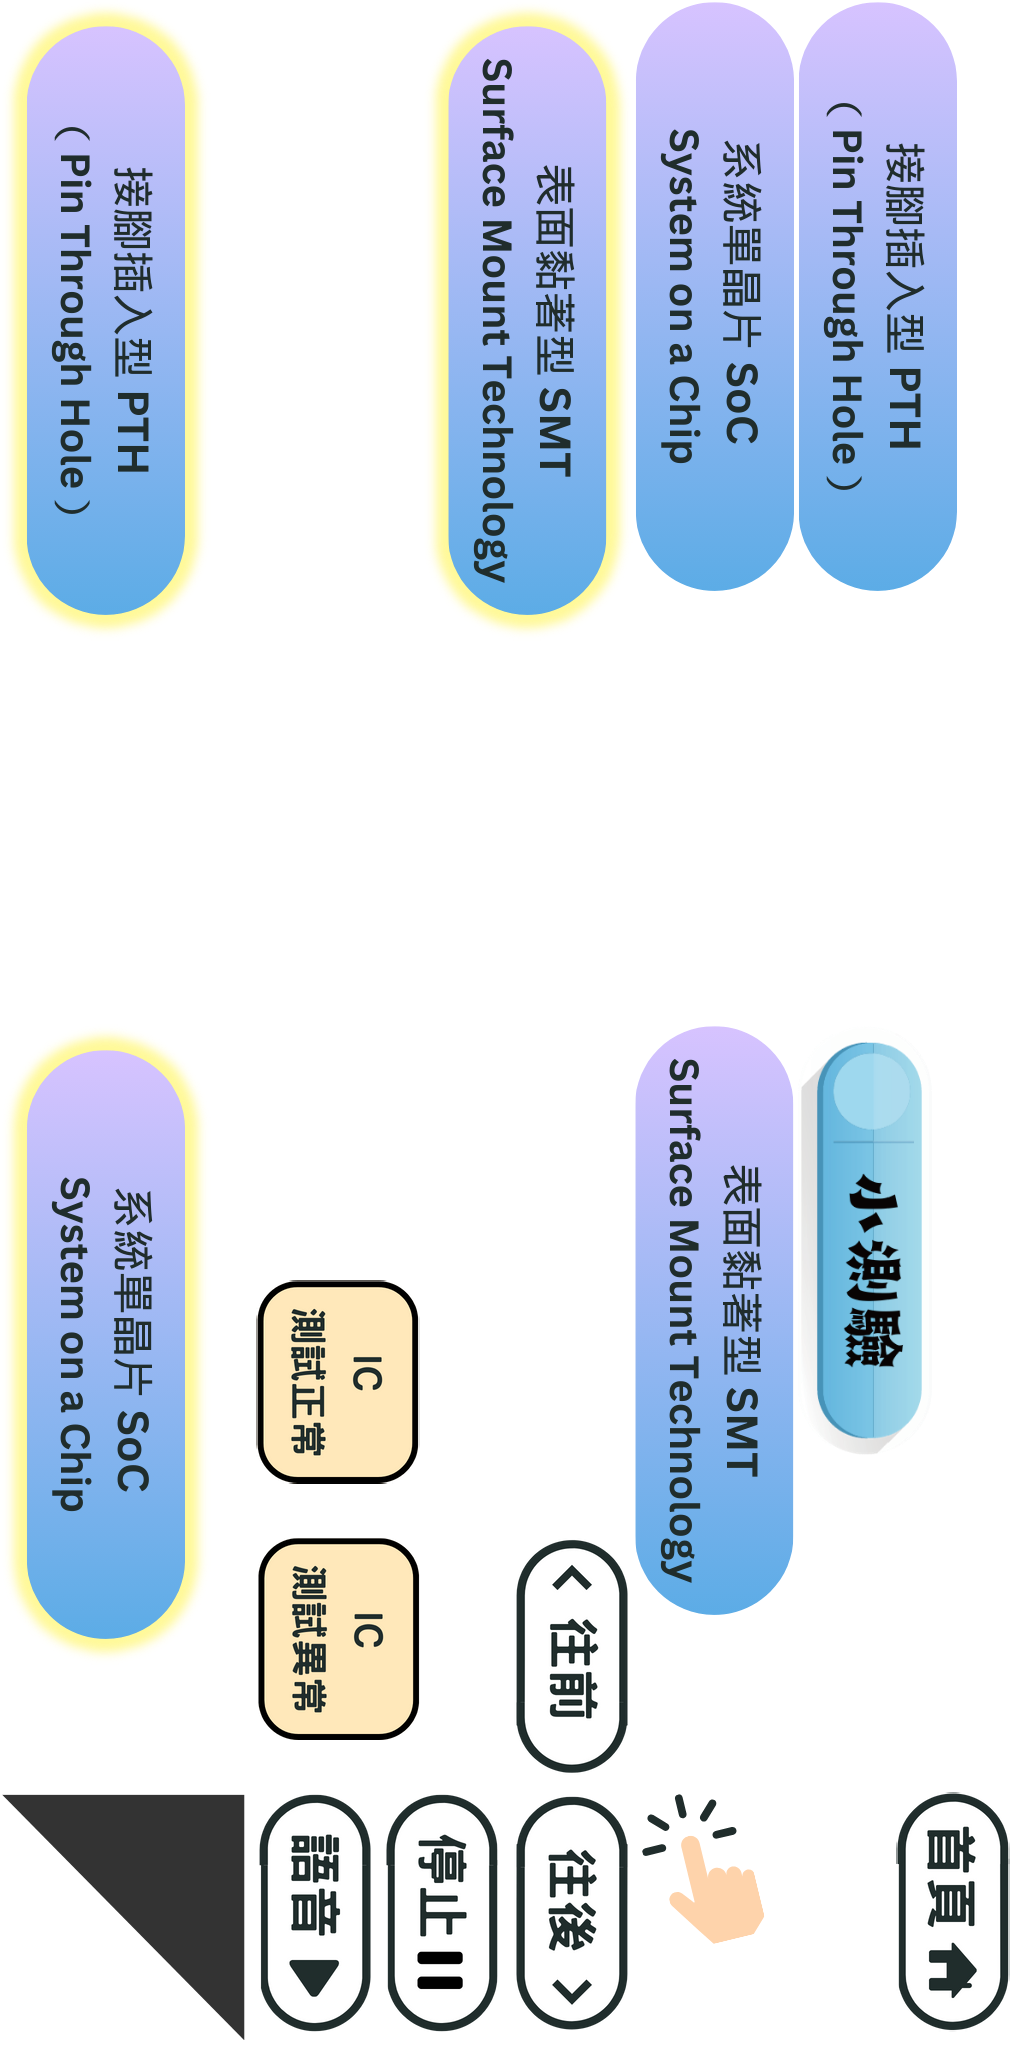 接腳插入型 PTH
（ Pin Through Hole ）
小測驗
首頁
系統單晶片 SoC
System on a Chip
表面黏著型 SMT
Surface Mount Technology
表面黏著型 SMT
Surface Mount Technology
< 往前
往後 >
IC
測試正常
IC
測試異常
停止
語音
接腳插入型 PTH
（ Pin Through Hole ）
系統單晶片 SoC
System on a Chip